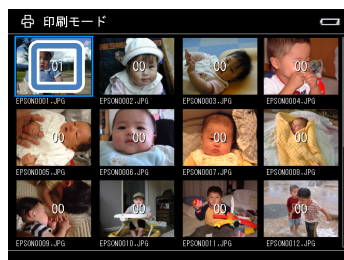 印刷モード
01 00 00 00
EPSON0001.JPG EPSON0002.JPG EPSON0003.JPG EPSON0004.JPG
00 00 00 00
EPSON0005.JPG EPSON0006.JPG EPSON0007.JPG EPSON0008.JPG
00 00 00 00
EPSON0009.JPG EPSON0010.JPG EPSON0011.JPG EPSON0012.JPG